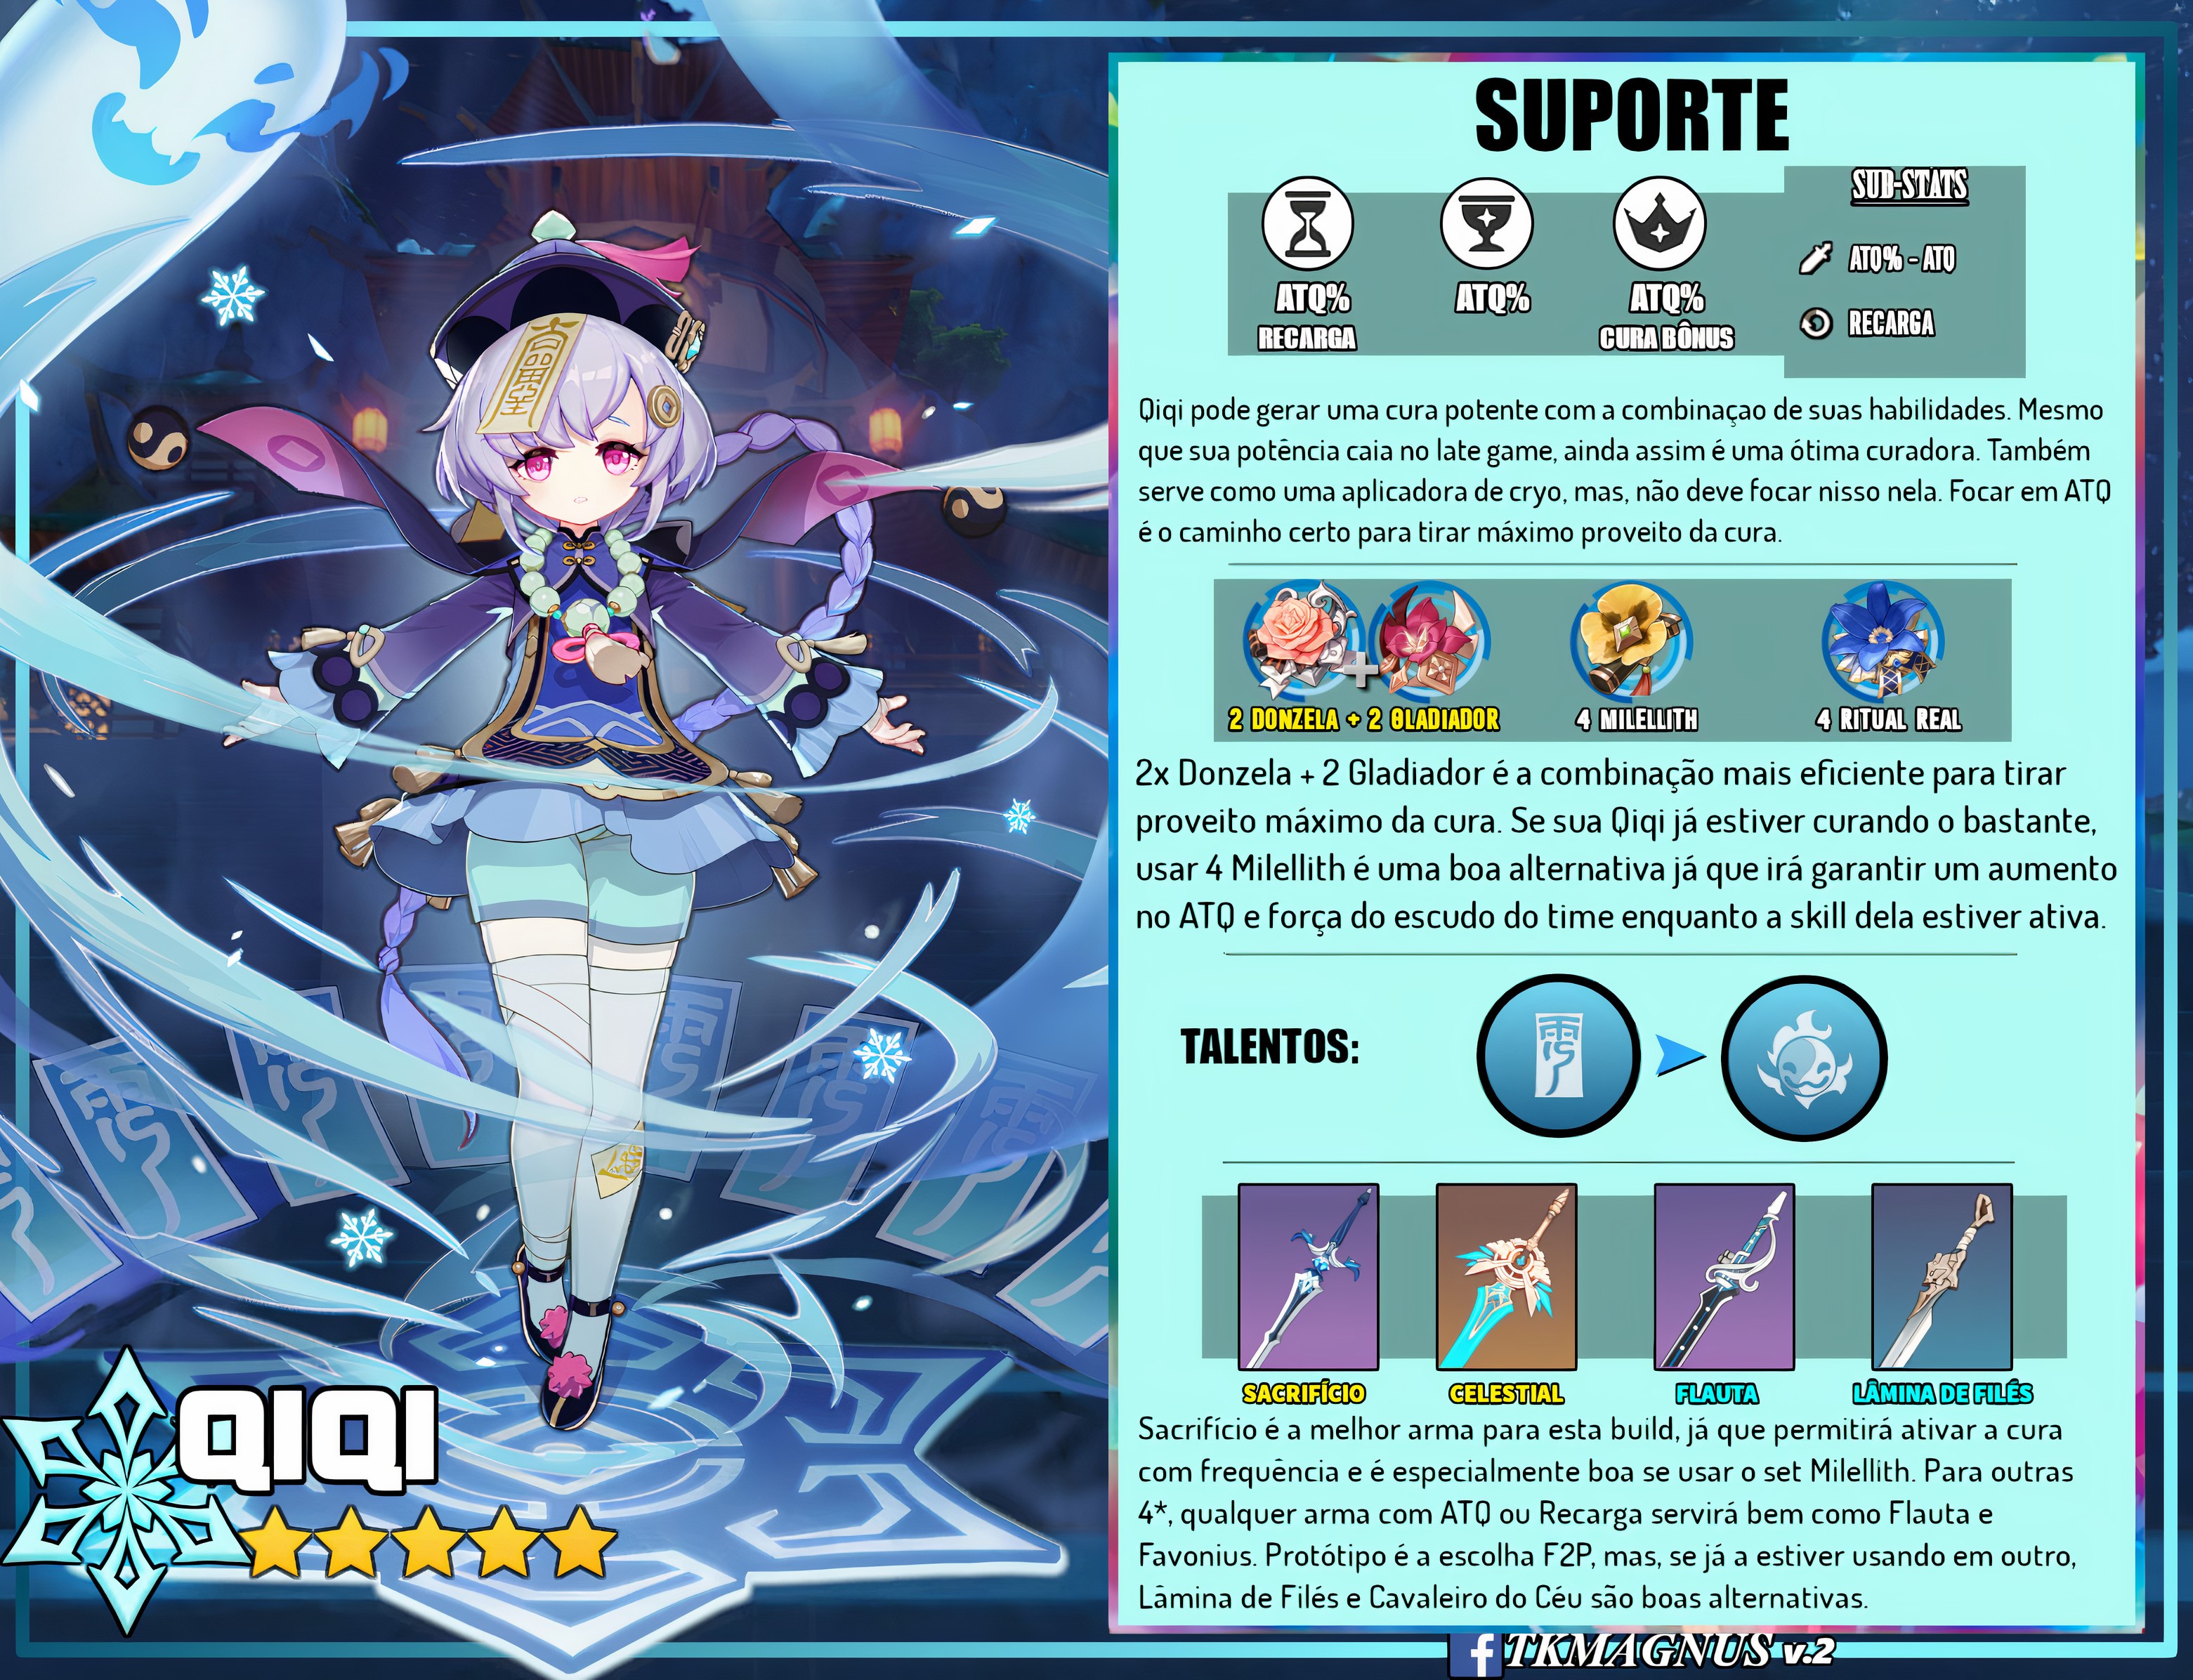 SUPORTE
SUB-STATS
ATQ% ATQ% ATQ%
RECARGA CURA BÔNUS
ATQ% - ATQ
RECARGA
Qiqi pode gerar uma cura potente com a combinaçao de suas habilidades. Mesmo
que sua potência caia no late game, ainda assim é uma ótima curadora. Também
serve como uma aplicadora de cryo, mas, não deve focar nisso nela. Focar em ATQ
é o caminho certo para tirar máximo proveito da cura.
2 DONZELA + 2 GLADIADOR 4 MILELLITH 4 RITUAL REAL
2x Donzela + 2 Gladiador é a combinação mais eficiente para tirar
proveito máximo da cura. Se sua Qiqi já estiver curando o bastante,
usar 4 Milellith é uma boa alternativa já que irá garantir um aumento
no ATQ e força do escudo do time enquanto a skill dela estiver ativa.
TALENTOS:
SACRIFÍCIO CELESTIAL FLAUTA LÂMINA DE FILÉS
Sacrifício é a melhor arma para esta build, já que permitirá ativar a cura
com frequência e é especialmente boa se usar o set Milellith. Para outras
4*, qualquer arma com ATQ ou Recarga servirá bem como Flauta e
Favonius. Protótipo é a escolha F2P, mas, se já a estiver usando em outro,
Lâmina de Filés e Cavaleiro do Céu são boas alternativas.
QIQI
f TKMAGNUS v.2